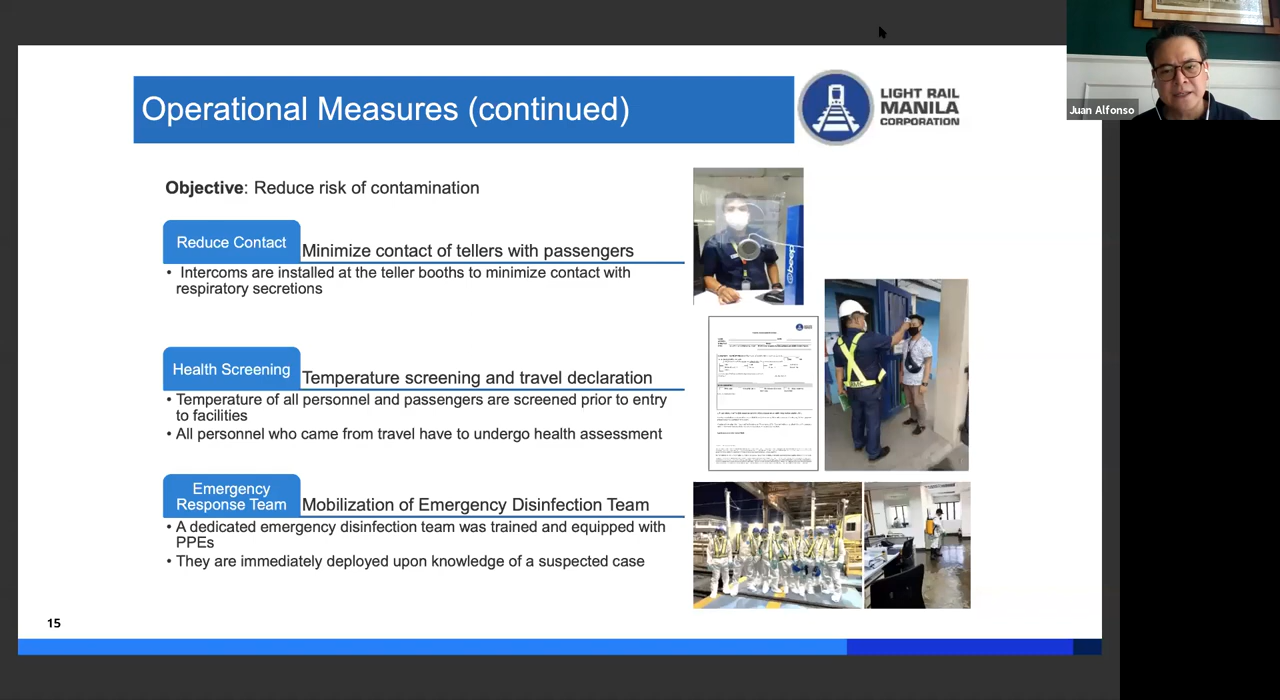 Operational Measures (continued)
LIGHT RAIL
MANILA
CORPORATION
Juan Alfonso
Objective: Reduce risk of contamination
Reduce Contact
Minimize contact of tellers with passengers
• Intercoms are installed at the teller booths to minimize contact with
respiratory secretions
beep
Health Screening
Temperature screening and travel declaration
• Temperature of all personnel and passengers are screened prior to entry
to facilities
• All personnel who came from travel have to undergo health assessment
Emergency
Response Team
Mobilization of Emergency Disinfection Team
• A dedicated emergency disinfection team was trained and equipped with
PPEs
• They are immediately deployed upon knowledge of a suspected case
15